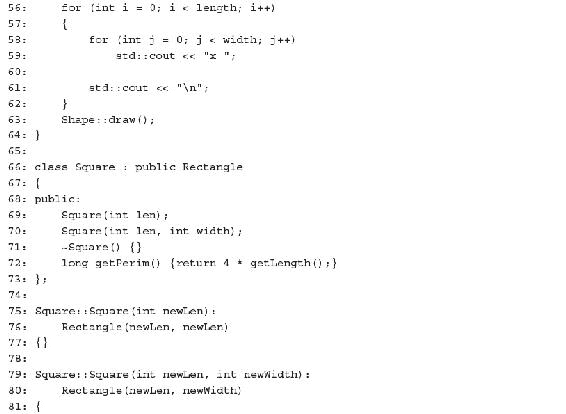 56:     for (int i = 0; i < length; i++)
57:     {
58:         for (int j = 0; j < width; j++)
59:             std::cout << "x ";
60:
61:         std::cout << "\n";
62:     }
63:     Shape::draw();
64: }
65:
66: class Square : public Rectangle
67: {
68: public:
69:     Square(int len);
70:     Square(int len, int width);
71:     ~Square() {}
72:     long getPerim() {return 4 * getLength();}
73: };
74:
75: Square::Square(int newLen):
76:     Rectangle(newLen, newLen)
77: {}
78:
79: Square::Square(int newLen, int newWidth):
80:     Rectangle(newLen, newWidth)
81: {